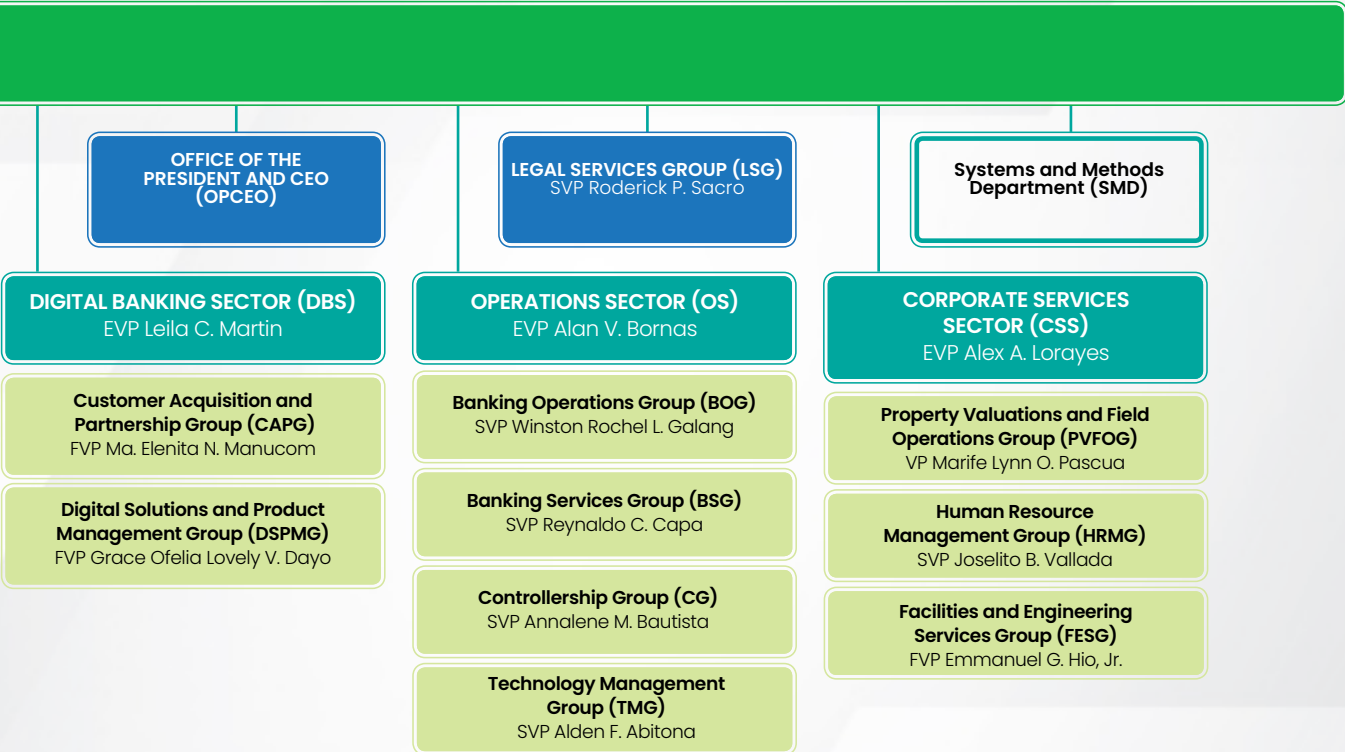 OFFICE OF THE
PRESIDENT AND CEO
(OPCEO)
LEGAL SERVICES GROUP (LSG)
SVP Roderick P. Sacro
Systems and Methods
Department (SMD)
DIGITAL BANKING SECTOR (DBS)
EVP Leila C. Martin
Customer Acquisition and
Partnership Group (CAPG)
FVP Ma. Elenita N. Manucom
Digital Solutions and Product
Management Group (DSPMG)
FVP Grace Ofelia Lovely V. Dayo
OPERATIONS SECTOR (OS)
EVP Alan V. Bornas
Banking Operations Group (BOG)
SVP Winston Rochel L. Galang
Banking Services Group (BSG)
SVP Reynaldo C. Capa
Controllership Group (CG)
SVP Annalene M. Bautista
Technology Management
Group (TMG)
SVP Alden F. Abitona
CORPORATE SERVICES
SECTOR (CSS)
EVP Alex A. Lorayes
Property Valuations and Field
Operations Group (PVFOG)
VP Marife Lynn O. Pascua
Human Resource
Management Group (HRMG)
SVP Joselito B. Vallada
Facilities and Engineering
Services Group (FESG)
FVP Emmanuel G. Hio, Jr.